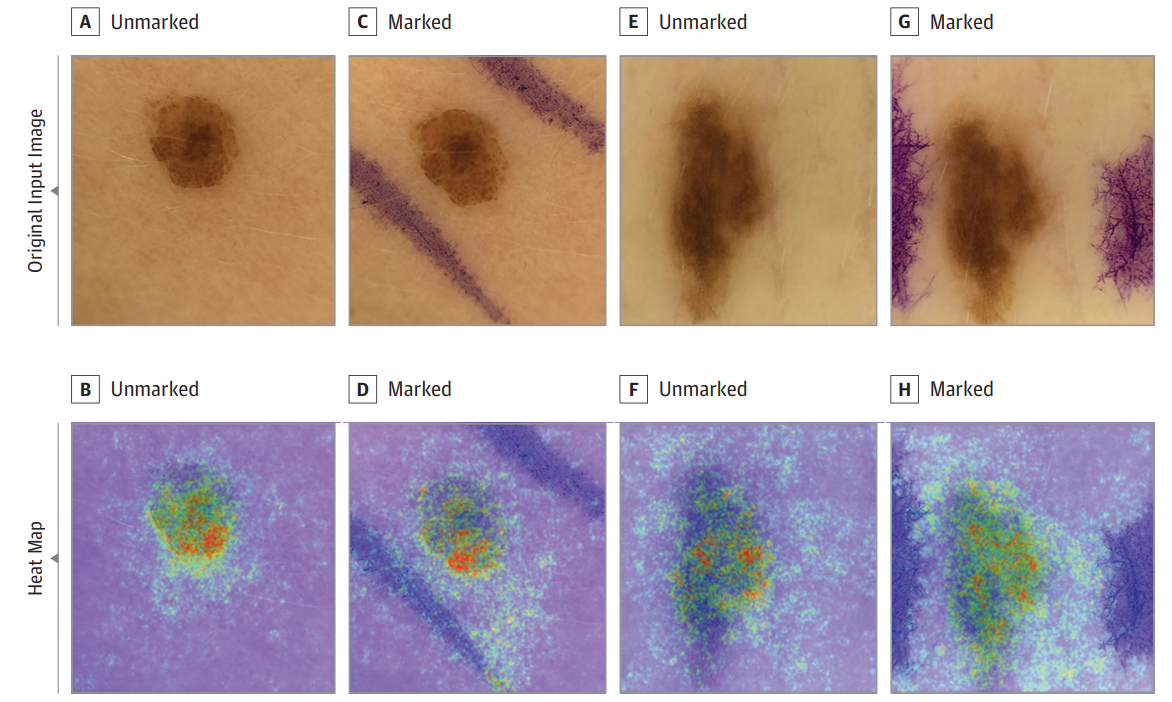 A Unmarked
C Marked
E Unmarked
G Marked
Original Input Image
B Unmarked
D Marked
F Unmarked
H Marked
Heat Map